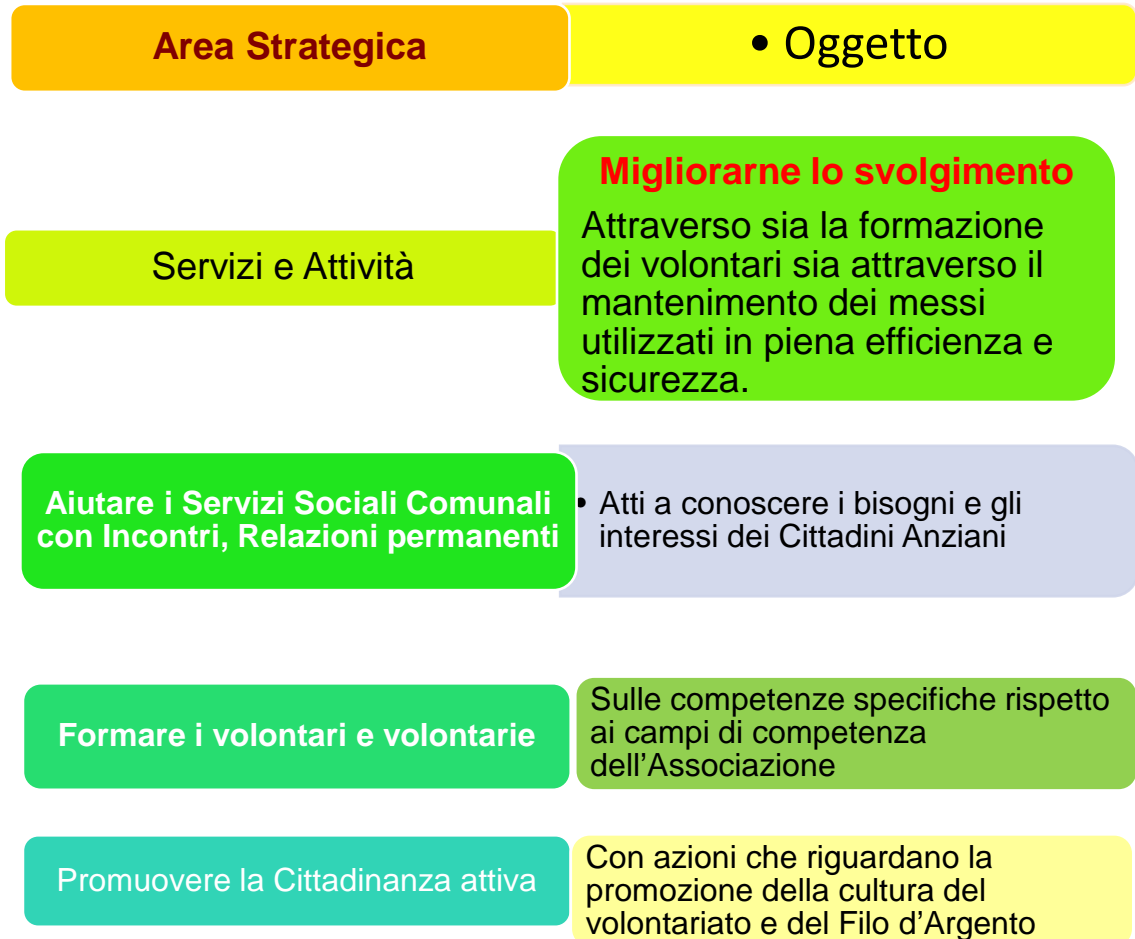 Area Strategica
• Oggetto
Servizi e Attività
Migliorarne lo svolgimento
Attraverso sia la formazione
dei volontari sia attraverso il
mantenimento dei messi
utilizzati in piena efficienza e
sicurezza.
Aiutare i Servizi Sociali Comunali
con Incontri, Relazioni permanenti
• Atti a conoscere i bisogni e gli
interessi dei Cittadini Anziani
Formare i volontari e volontarie
Sulle competenze specifiche rispetto
ai campi di competenza
dell’Associazione
Promuovere la Cittadinanza attiva
Con azioni che riguardano la
promozione della cultura del
volontariato e del Filo d’Argento